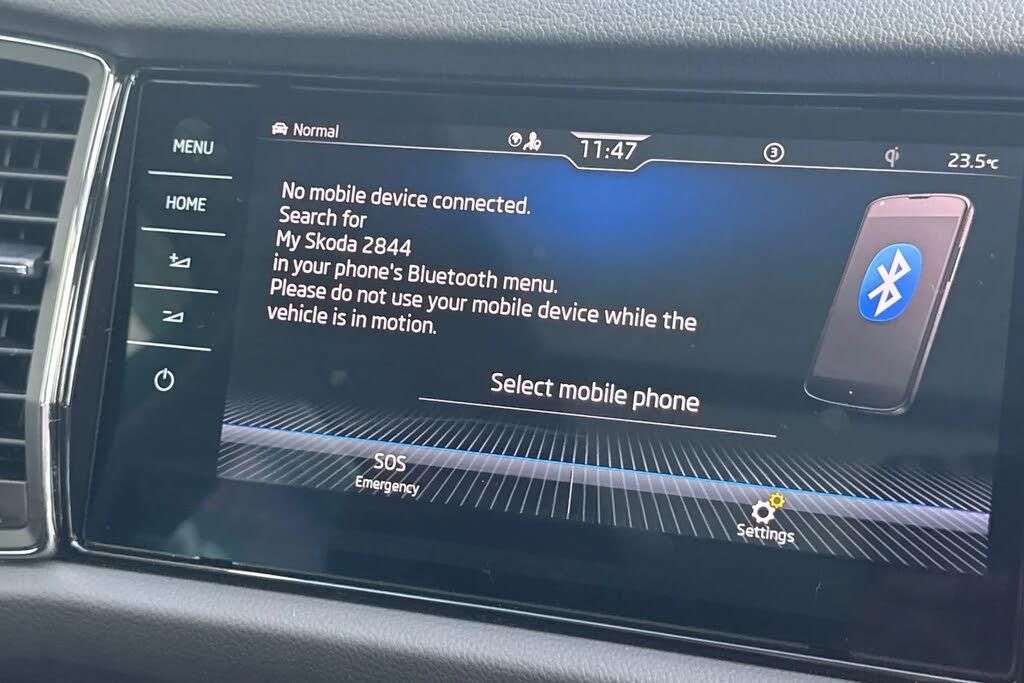 Normal
11:47
3
23.5°C
MENU
HOME
No mobile device connected.
Search for
My Skoda 2844
in your phone's Bluetooth menu.
Please do not use your mobile device while the
vehicle is in motion.
Select mobile phone
SOS
Emergency
Settings